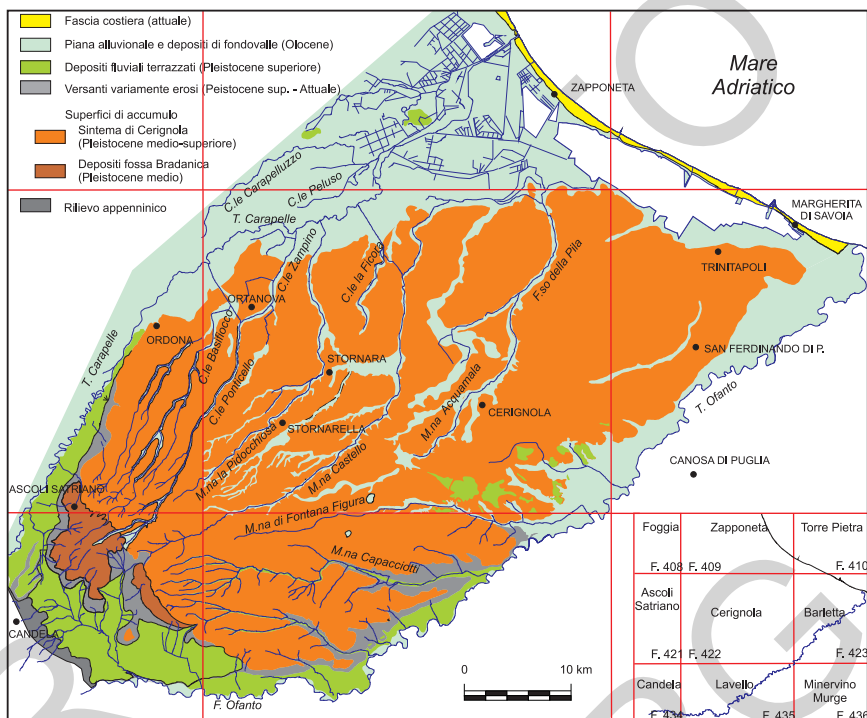 Fascia costiera (attuale)
Piana alluvionale e depositi di fondovalle (Olocene)
Depositi fluviali terrazzati (Pleistocene superiore)
Versanti variamente erosi (Peistocene sup. - Attuale)
Superfici di accumulo
Sintema di Cerignola
(Pleistocene medio-superiore)
Depositi fossa Bradanica
(Pleistocene medio)
Rilievo appenninico
Mare
Adriatico
ZAPPONETA
MARGHERITA
DI SAVOIA
TRINITAPOLI
SAN FERDINANDO DI P.
T. Ofanto
CANOSA DI PUGLIA
C.le Carapelluzzo
C.le Peluso
T. Carapelle
C.le Zampino
C.le la Ficora
F.so della Pila
ORTANOVA
ORDONA
T. Carapelle
C.le Basifiocco
C.le Ponticello
STORNARA
STORNARELLA
M.na Acquamala
CERIGNOLA
M.na la Pidocchiosa
M.na Castello
ASCOLI SATRIANO
M.na di Fontana Figura
M.na Capacciotti
CANDELA
F. Ofanto
0 10 km
Foggia Zapponeta Torre Pietra
F. 408 F. 409 F. 410
Ascoli
Satriano
Cerignola Barletta
F. 421 F. 422 F. 423
Candela Lavello Minervino
Murge
F. 434 F. 435 F. 436